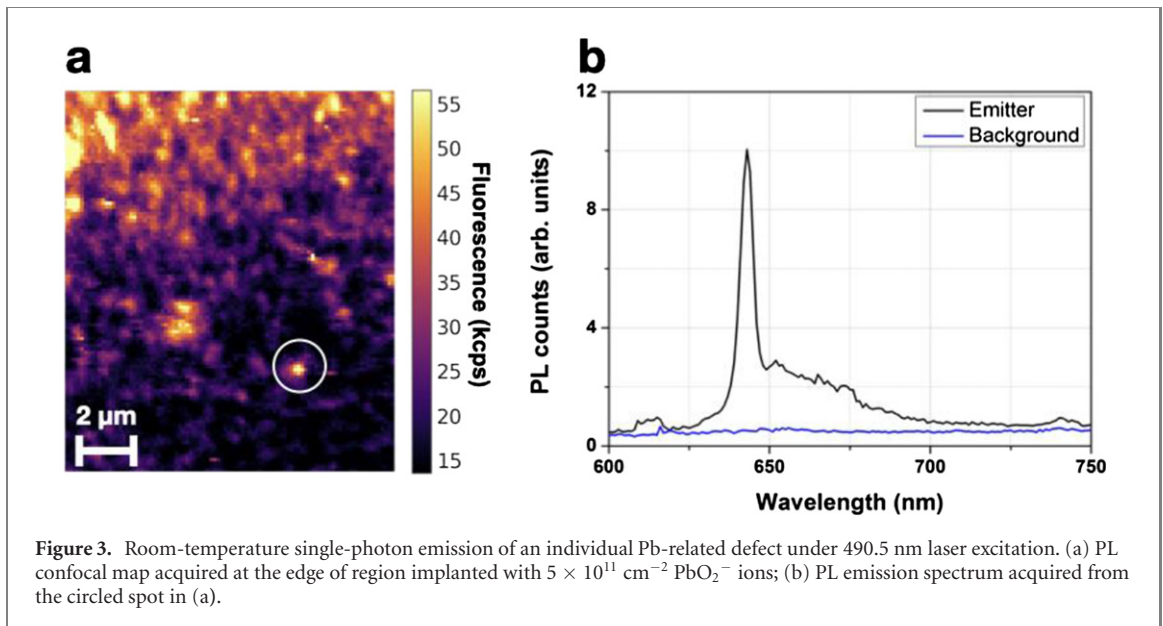 a
55
50
45
40
35
30
25
20
15
Fluorescence (kcps)
2 µm
b
12
8
4
0
PL counts (arb. units)
Emitter
Background
600
650
700
750
Wavelength (nm)
Figure 3. Room-temperature single-photon emission of an individual Pb-related defect under 490.5 nm laser excitation. (a) PL
confocal map acquired at the edge of region implanted with 5 × 10¹¹ cm⁻² PbO₂⁻ ions; (b) PL emission spectrum acquired from
the circled spot in (a).